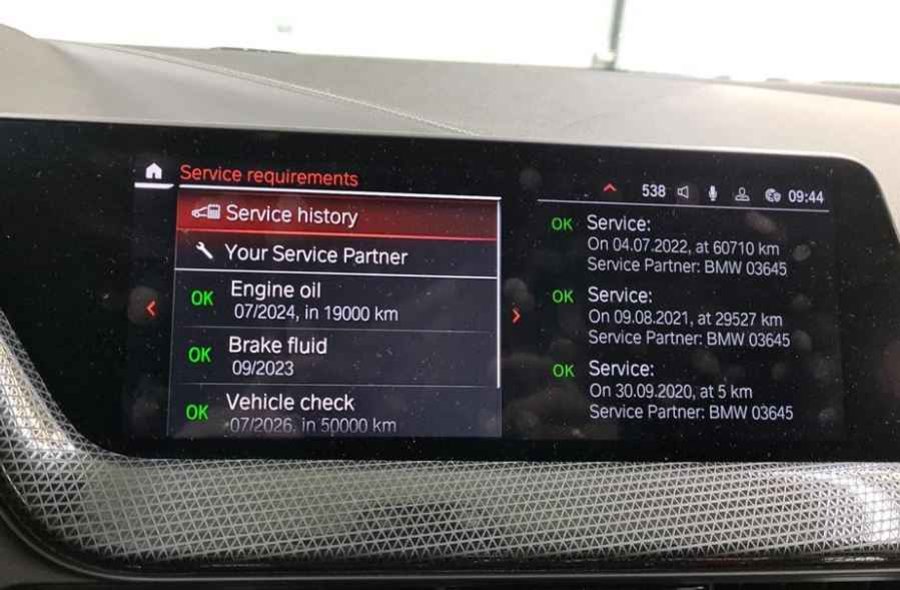 Service requirements
538 09:44
Service history
Your Service Partner
OK Engine oil
07/2024, in 19000 km
OK Brake fluid
09/2023
OK Vehicle check
07/2026, in 50000 km
OK Service:
On 04.07.2022, at 60710 km
Service Partner: BMW 03645
OK Service:
On 09.08.2021, at 29527 km
Service Partner: BMW 03645
OK Service:
On 30.09.2020, at 5 km
Service Partner: BMW 03645